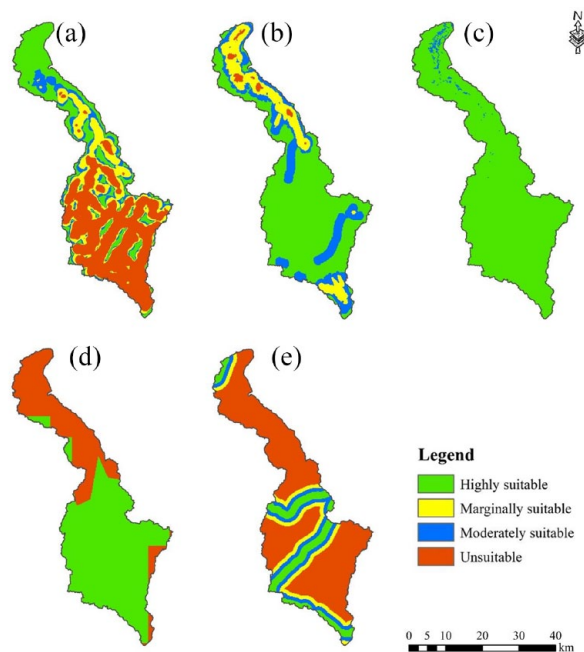 (a)
(b)
(c)
N
(d)
(e)
Legend
Highly suitable
Marginally suitable
Moderately suitable
Unsuitable
0 5 10 20 30 40
km